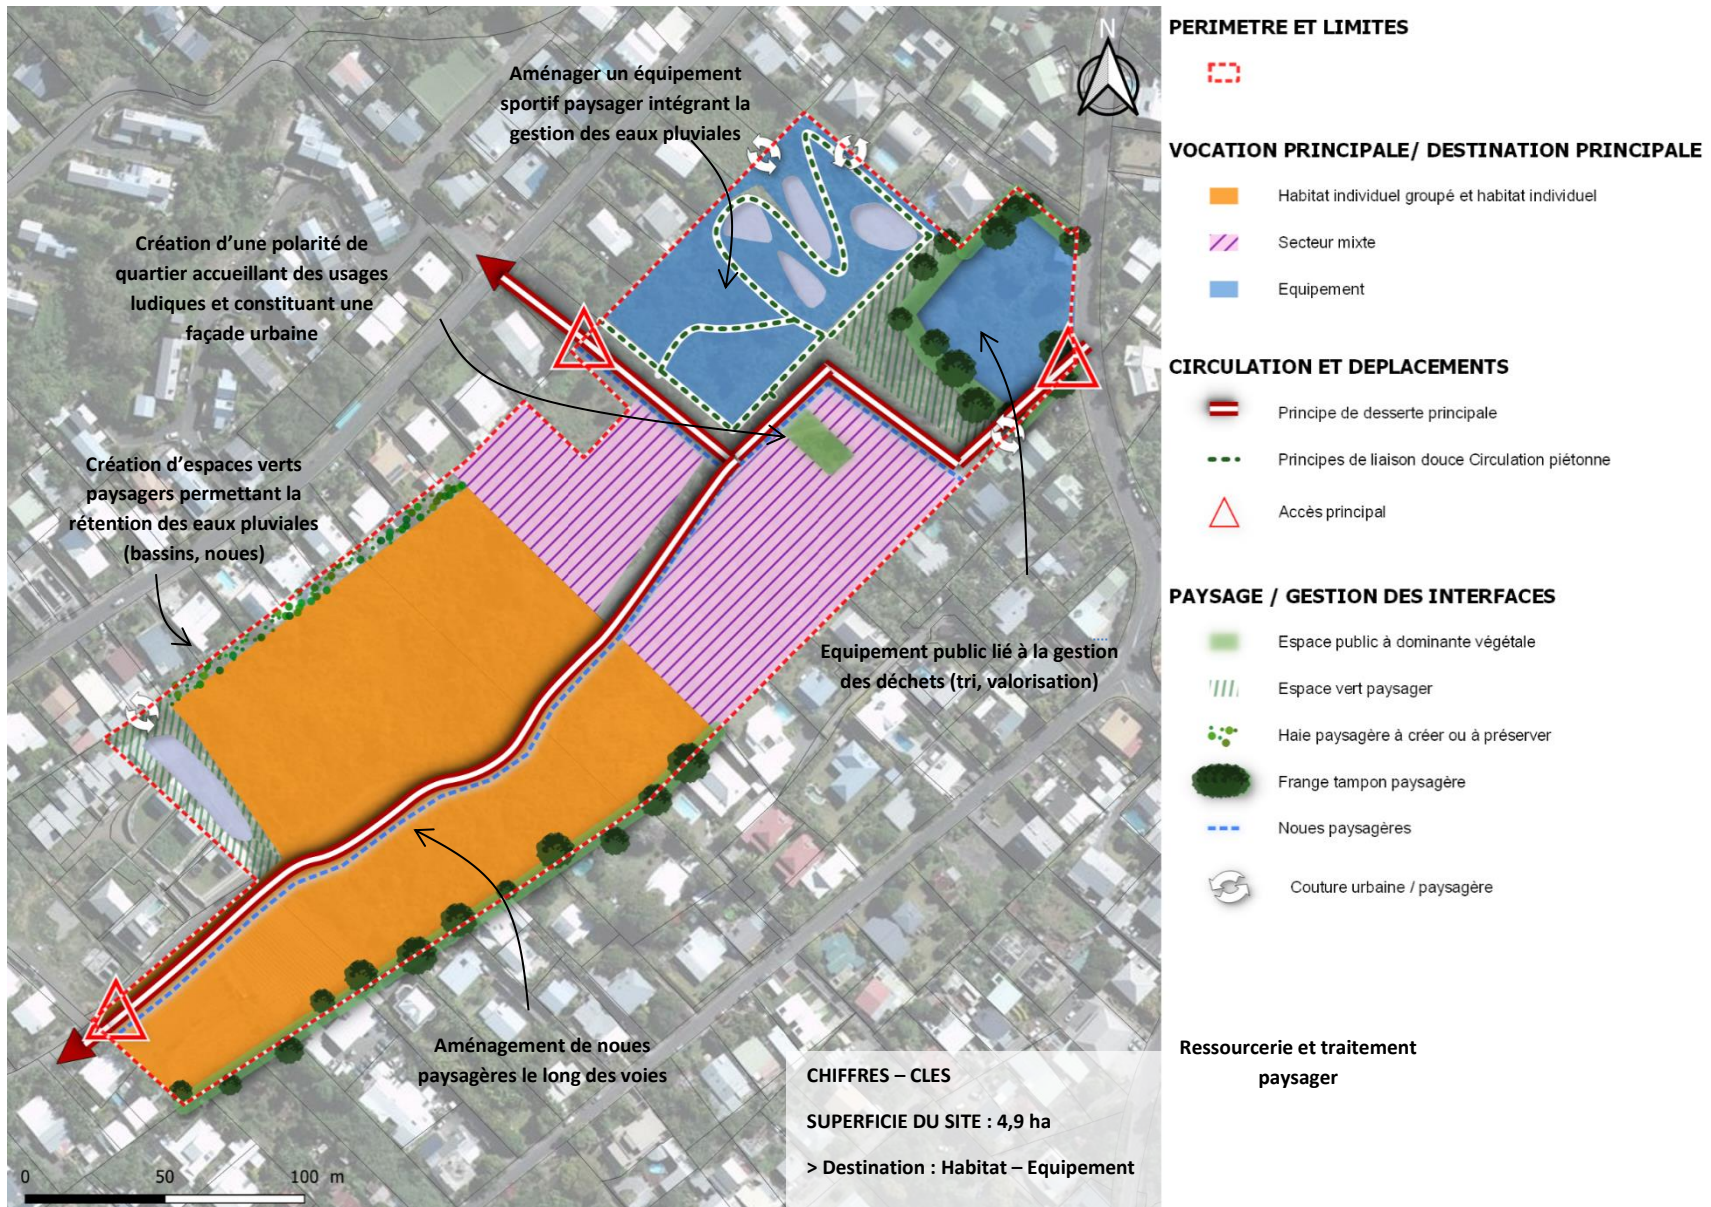 N
Aménager un équipement
sportif paysager intégrant la
gestion des eaux pluviales
Création d’une polarité de
quartier accueillant des usages
ludiques et constituant une
façade urbaine
Création d’espaces verts
paysagers permettant la
rétention des eaux pluviales
(bassins, noues)
Equipement public lié à la gestion
des déchets (tri, valorisation)
Aménagement de noues
paysagères le long des voies
CHIFFRES – CLES
SUPERFICIE DU SITE : 4,9 ha
> Destination : Habitat – Equipement
0 50 100 m
PERIMETRE ET LIMITES
VOCATION PRINCIPALE/ DESTINATION PRINCIPALE
Habitat individuel groupé et habitat individuel
Secteur mixte
Equipement
CIRCULATION ET DEPLACEMENTS
Principe de desserte principale
Principes de liaison douce Circulation piétonne
Accès principal
PAYSAGE / GESTION DES INTERFACES
Espace public à dominante végétale
Espace vert paysager
Haie paysagère à créer ou à préserver
Frange tampon paysagère
Noues paysagères
Couture urbaine / paysagère
Ressourcerie et traitement
paysager